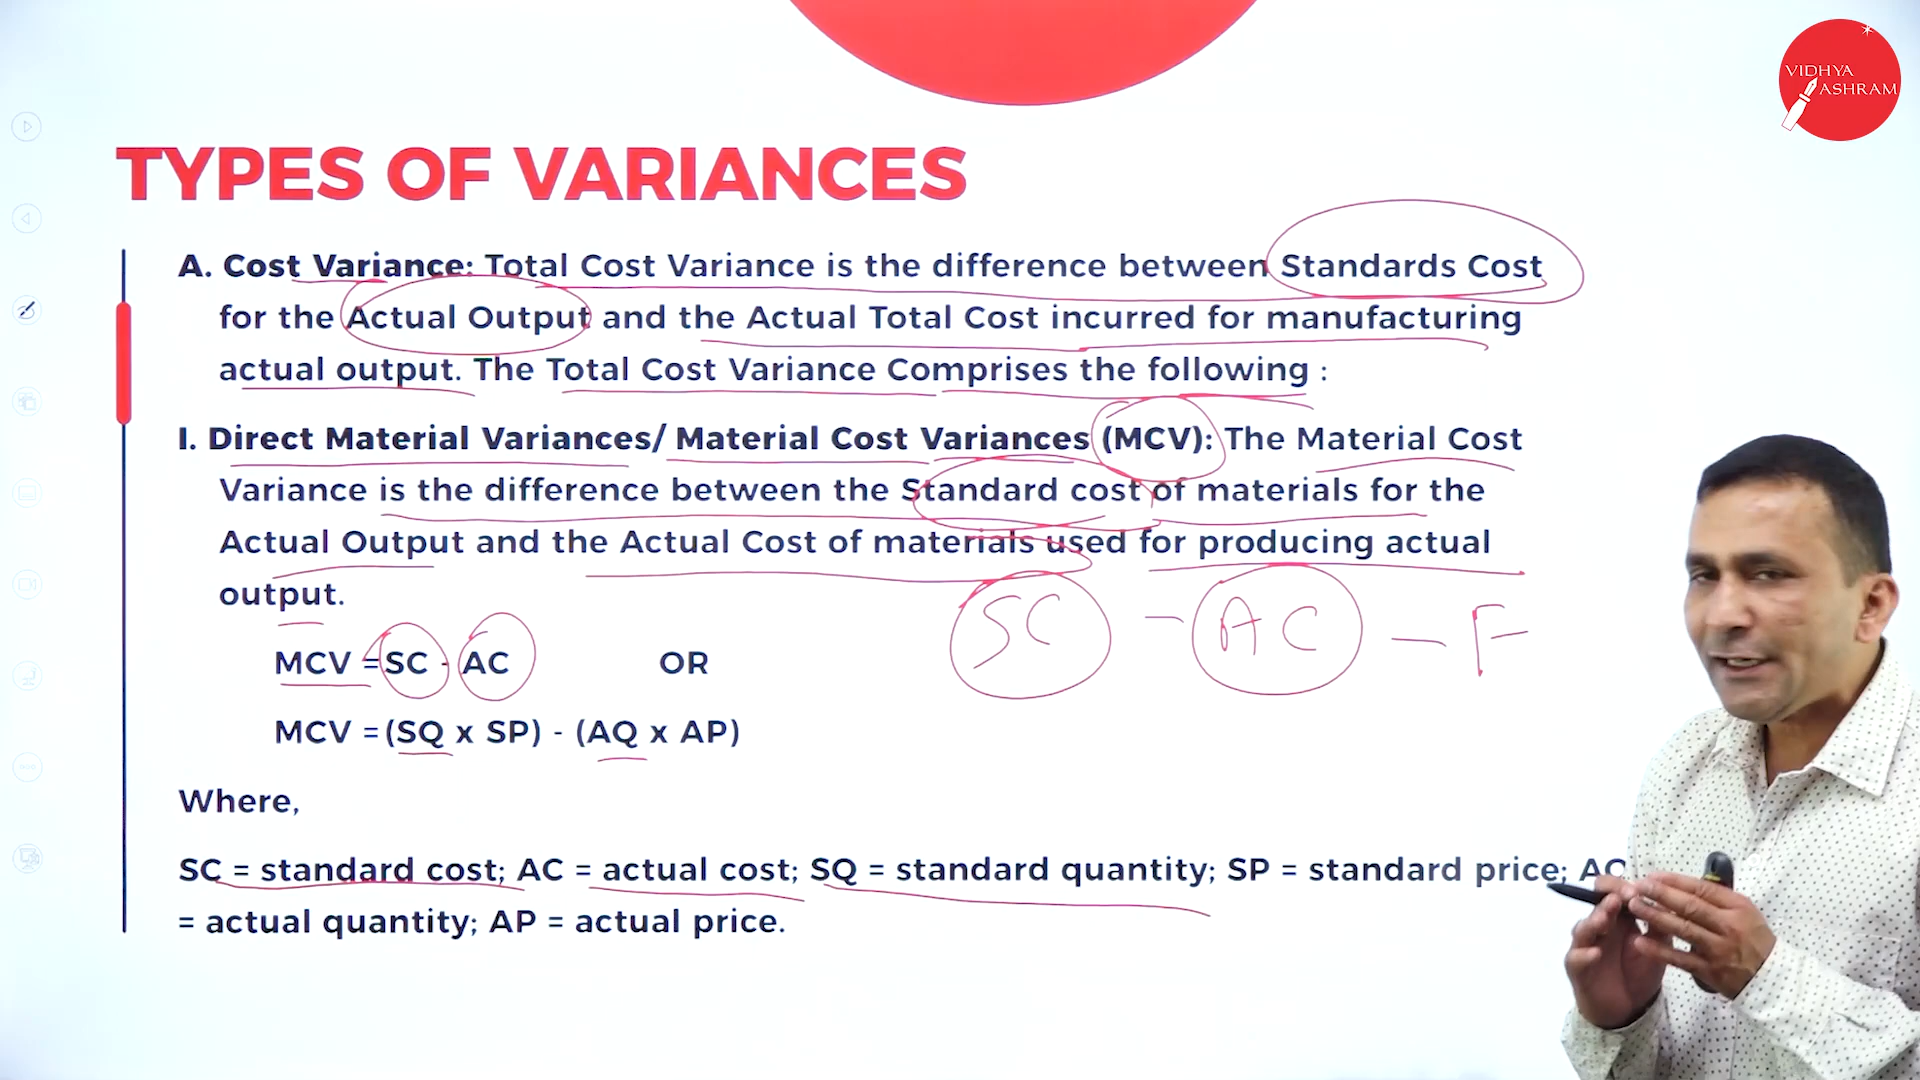 VIDHYA
ASHRAM
TYPES OF VARIANCES
A. Cost Variance: Total Cost Variance is the difference between Standards Cost
for the Actual Output and the Actual Total Cost incurred for manufacturing
actual output. The Total Cost Variance Comprises the following :
I. Direct Material Variances/ Material Cost Variances (MCV): The Material Cost
Variance is the difference between the Standard cost of materials for the
Actual Output and the Actual Cost of materials used for producing actual
output.
SC - AC - F
MCV = SC - AC OR
MCV = (SQ x SP) - (AQ x AP)
Where,
SC = standard cost; AC = actual cost; SQ = standard quantity; SP = standard price; AQ
= actual quantity; AP = actual price.